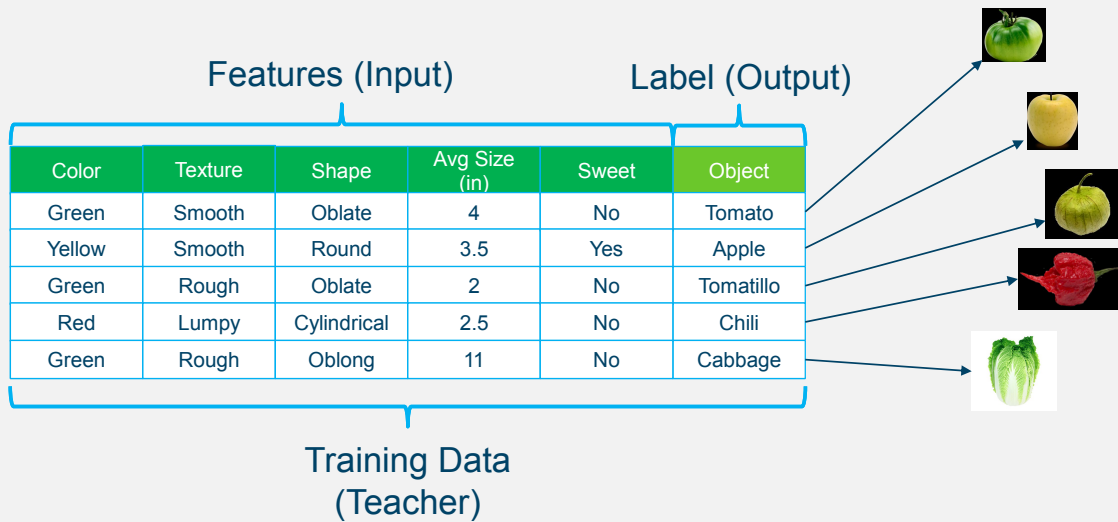 Features (Input)
Label (Output)
Color Texture Shape Avg Size (in) Sweet Object
Green Smooth Oblate 4 No Tomato
Yellow Smooth Round 3.5 Yes Apple
Green Rough Oblate 2 No Tomatillo
Red Lumpy Cylindrical 2.5 No Chili
Green Rough Oblong 11 No Cabbage
Training Data
(Teacher)